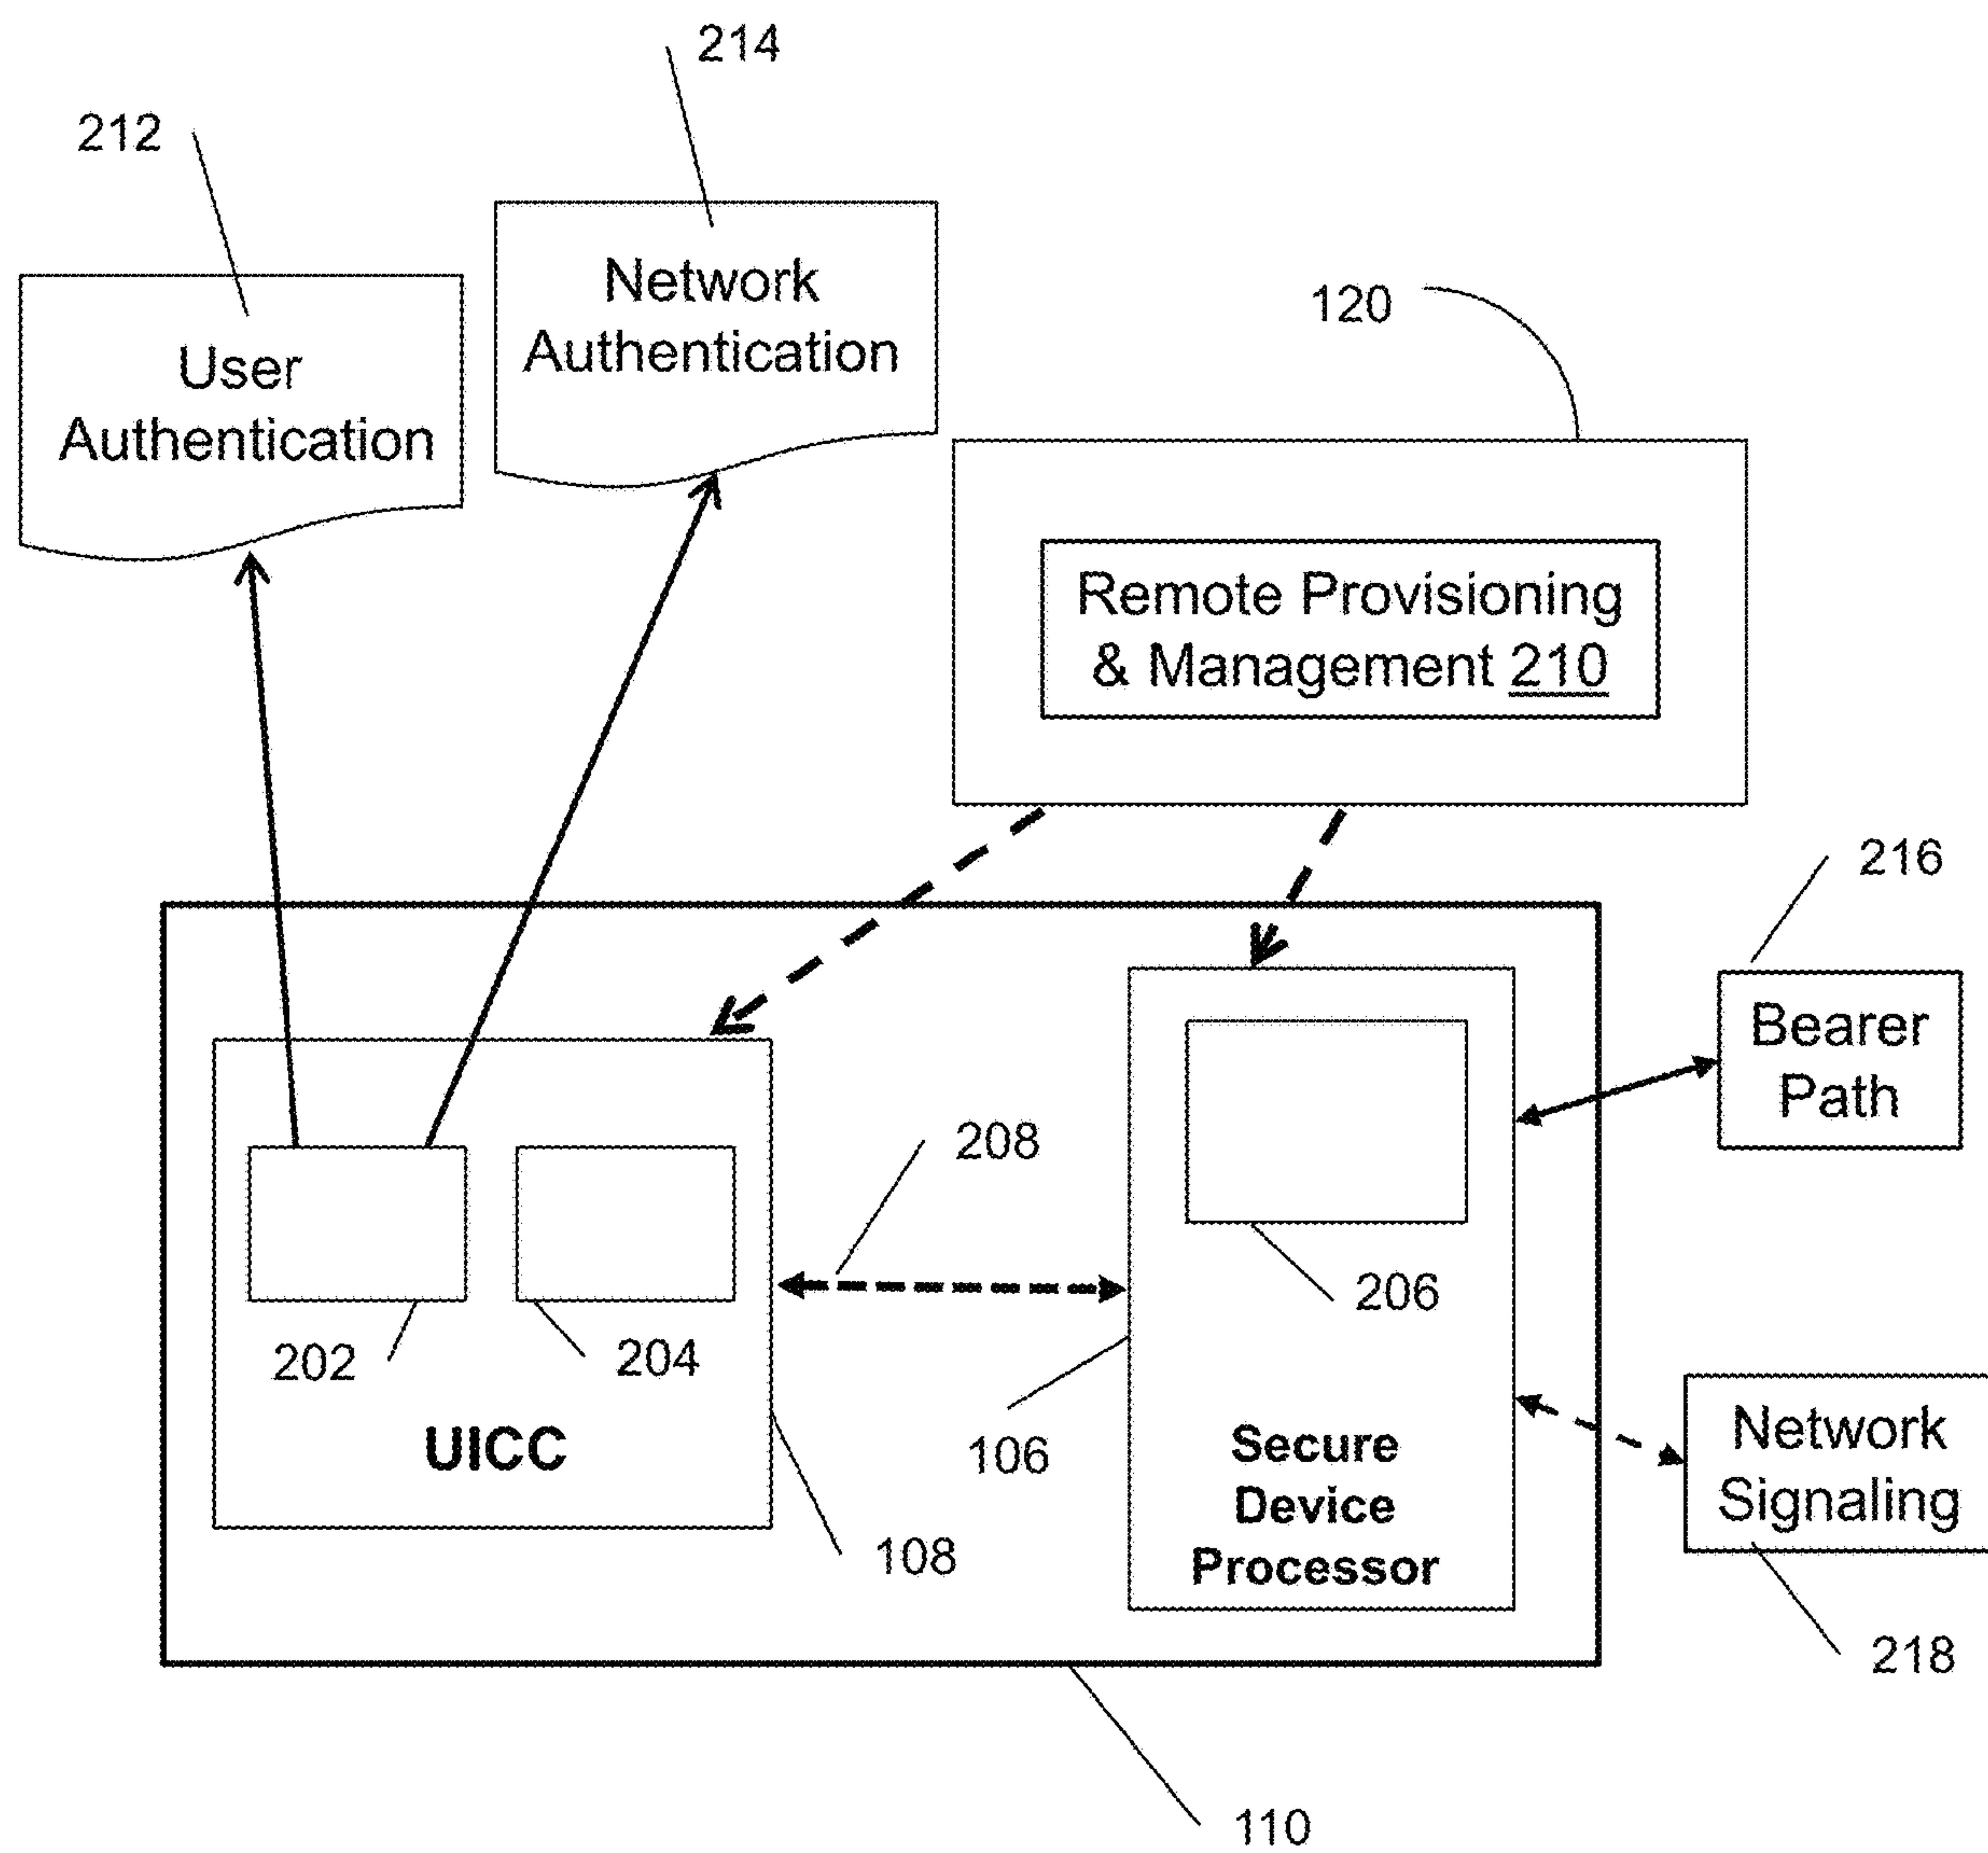 214
212
Network
Authentication
User
Authentication
120
Remote Provisioning
& Management 210
216
Bearer
Path
208
206
202
204
UICC
106
Secure
Device
Processor
Network
Signaling
108
218
110